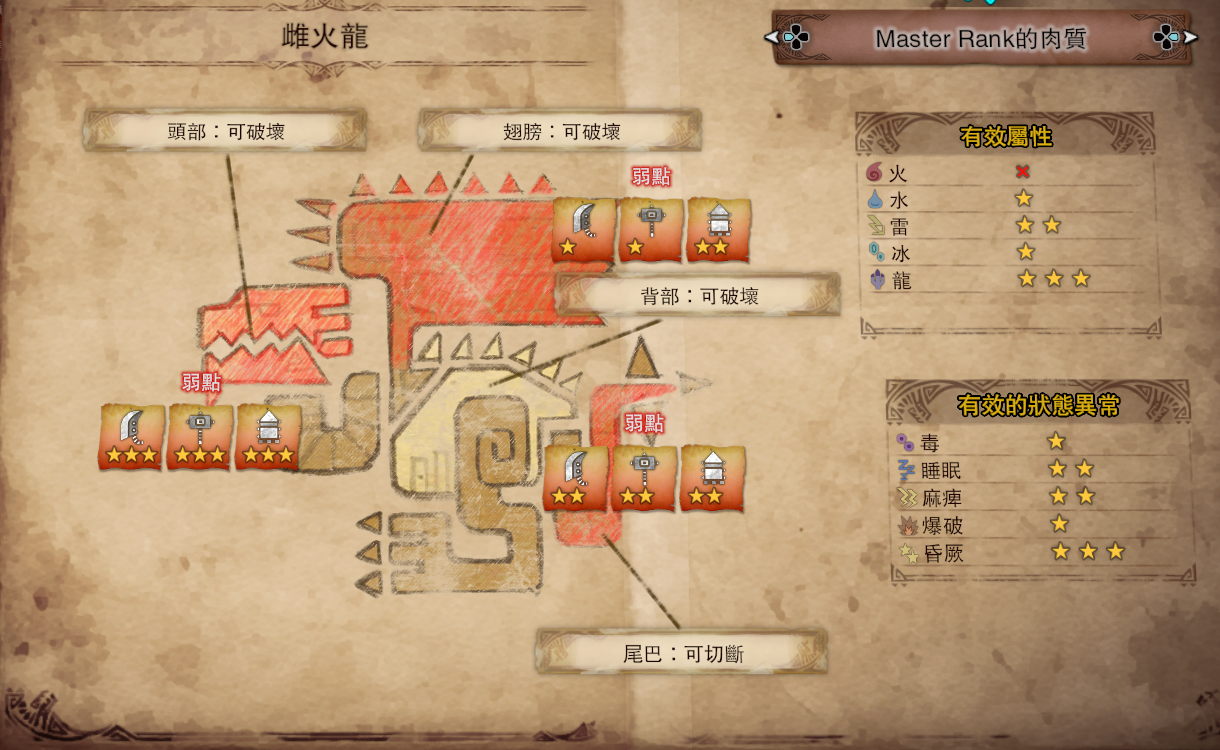 雌火龍
Master Rank的肉質
頭部：可破壞
翅膀：可破壞
有效屬性
火
水
雷
冰
龍
弱點
背部：可破壞
弱點
弱點
有效的狀態異常
毒
睡眠
麻痺
爆破
昏厥
尾巴：可切斷